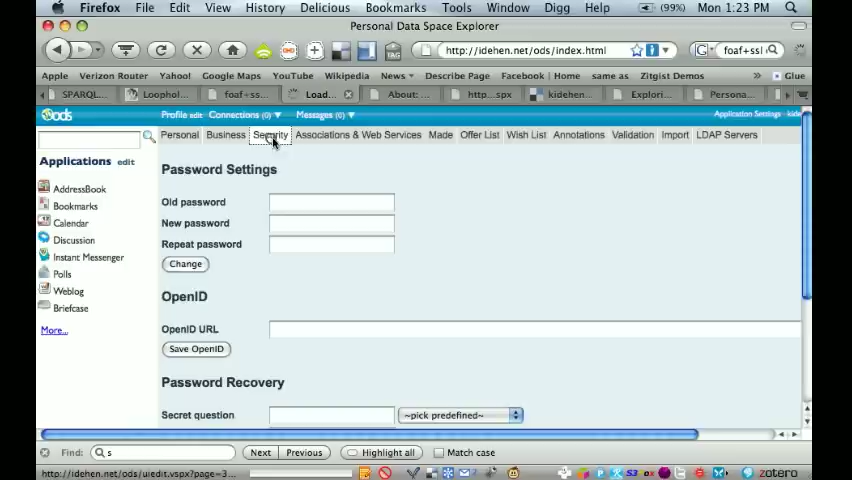 Firefox File Edit View History Delicious Bookmarks Tools Window Digg Help (99%) Mon 1:23 PM
Personal Data Space Explorer
http://idehen.net/ods/index.html foaf+ssl
Apple Verizon Router Yahoo! Google Maps YouTube Wikipedia News Describe Page Facebook | Home same as Zitgist Demos » Glue
SPARQL... Loophol... foaf+ss... Load... About: ... http...spx kidehen... Explori... Persona...
ods Profile edit Connections (0) Messages (0) Application Settings
Personal Business Security Associations & Web Services Made Offer List Wish List Annotations Validation Import LDAP Servers
Applications edit
AddressBook
Bookmarks
Calendar
Discussion
Instant Messenger
Polls
Weblog
Briefcase
More...
Password Settings
Old password
New password
Repeat password
Change
OpenID
OpenID URL
Save OpenID
Password Recovery
Secret question ~pick predefined~
Find: s Next Previous Highlight all Match case
http://idehen.net/ods/uiedit.vspx?page=3... zotero